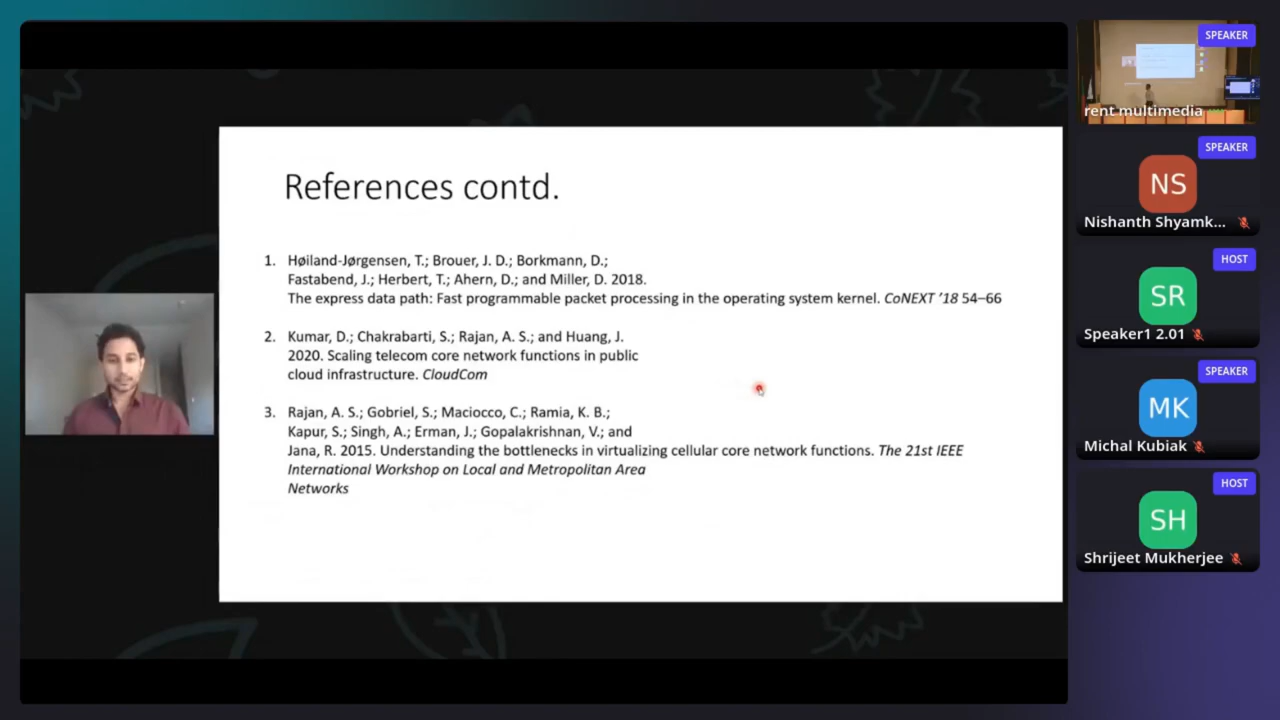 References contd.
1. Høiland-Jørgensen, T.; Brouer, J. D.; Borkmann, D.;
Fastabend, J.; Herbert, T.; Ahern, D.; and Miller, D. 2018.
The express data path: Fast programmable packet processing in the operating system kernel. CoNEXT ’18 54–66
2. Kumar, D.; Chakrabarti, S.; Rajan, A. S.; and Huang, J.
2020. Scaling telecom core network functions in public
cloud infrastructure. CloudCom
3. Rajan, A. S.; Gobriel, S.; Maciocco, C.; Ramia, K. B.;
Kapur, S.; Singh, A.; Erman, J.; Gopalakrishnan, V.; and
Jana, R. 2015. Understanding the bottlenecks in virtualizing cellular core network functions. The 21st IEEE
International Workshop on Local and Metropolitan Area
Networks
SPEAKER
rent multimedia
SPEAKER
NS
Nishanth Shyamk...
HOST
SR
Speaker1 2.01
SPEAKER
MK
Michal Kubiak
HOST
SH
Shrijeet Mukherjee